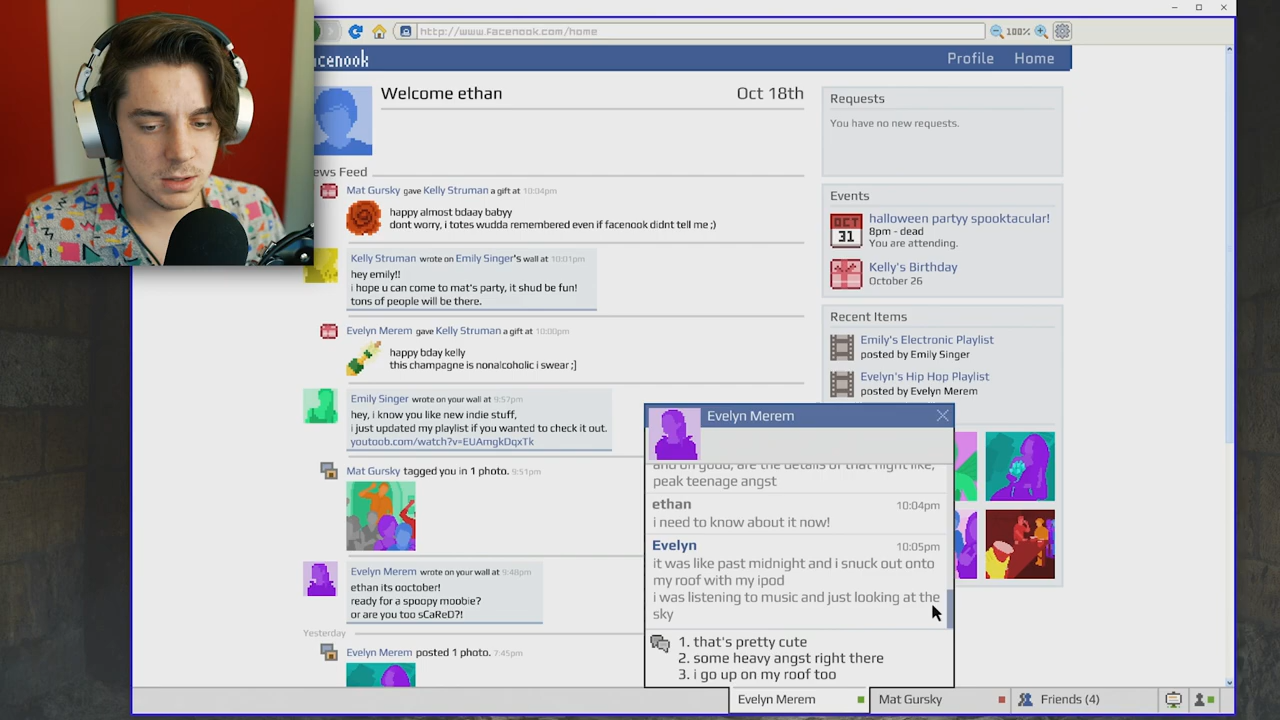 http://www.Facenook.com/home
100%
cenook
Profile
Home
Welcome ethan
Oct 18th
ews Feed
Mat Gursky gave Kelly Struman a gift at 10:04pm
happy almost bdaay babyy
dont worry, i totes wudda remembered even if facenook didnt tell me ;)
Kelly Struman wrote on Emily Singer's wall at 10:01pm
hey emily!!
i hope u can come to mat's party, it shud be fun!
tons of people will be there.
Evelyn Merem gave Kelly Struman a gift at 10:00pm
happy bday kelly
this champagne is nonalcoholic i swear ;]
Emily Singer wrote on your wall at 9:57pm
hey, i know you like new indie stuff,
i just updated my playlist if you wanted to check it out.
youtoob.com/watch?v=EUAmgkDqxTk
Mat Gursky tagged you in 1 photo. 9:51pm
Evelyn Merem wrote on your wall at 9:48pm
ethan its ooctober!
ready for a spoopy moobie?
or are you too sCaReD?!
Yesterday
Evelyn Merem posted 1 photo. 7:45pm
Requests
You have no new requests.
Events
OCT
31
halloween partyy spooktacular!
8pm - dead
You are attending.
Kelly's Birthday
October 26
Recent Items
Emily's Electronic Playlist
posted by Emily Singer
Evelyn's Hip Hop Playlist
posted by Evelyn Merem
Evelyn Merem
and oh good, are the details of that night like,
peak teenage angst
ethan 10:04pm
i need to know about it now!
Evelyn 10:05pm
it was like past midnight and i snuck out onto
my roof with my ipod
i was listening to music and just looking at the
sky
1. that's pretty cute
2. some heavy angst right there
3. i go up on my roof too
Evelyn Merem
Mat Gursky
Friends (4)